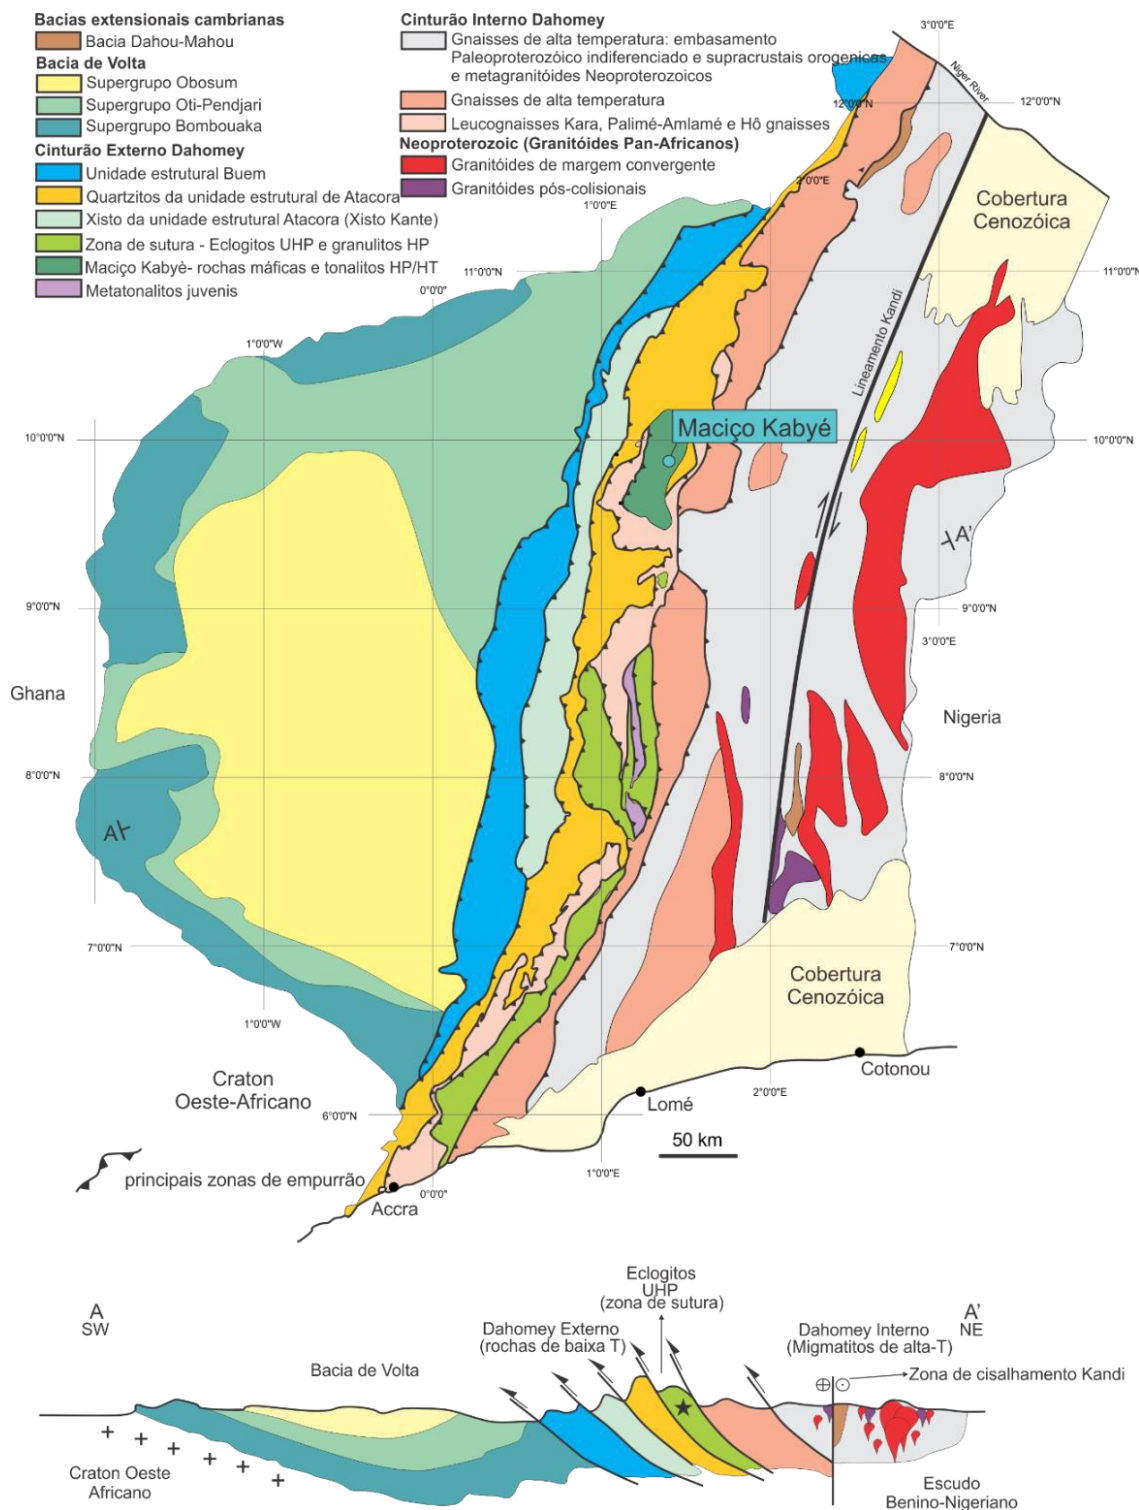 Bacias extensionais cambrianas
Bacia Dahou-Mahou
Bacia de Volta
Supergrupo Obosum
Supergrupo Oti-Pendjari
Supergrupo Bombouaka
Cinturão Externo Dahomey
Unidade estrutural Buem
Quartzitos da unidade estrutural de Atacora
Xisto da unidade estrutural Atacora (Xisto Kante)
Zona de sutura - Eclogitos UHP e granulitos HP
Maciço Kabyè- rochas máficas e tonalitos HP/HT
Metatonalitos juvenis
Cinturão Interno Dahomey
Gnaisses de alta temperatura: embasamento
Paleoproterozóico indiferenciado e supracrustais orogenicas
e metagranitóides Neoproterozoicos
Gnaisses de alta temperatura
Leucognaisses Kara, Palimé-Amlamé e Hô gnaisses
Neoproterozoic (Granitóides Pan-Africanos)
Granitóides de margem convergente
Granitóides pós-colisionais
3°0'0"E
Niger River
12°0'0"N
12°0'0"N
2°0'0"E
1°0'0"E
Cobertura
Cenozóica
11°0'0"N
11°0'0"N
0°0'0"
1°0'0"W
Lineamento Kandi
Maciço Kabyé
10°0'0"N
10°0'0"N
A'
9°0'0"N
9°0'0"N
3°0'0"E
Ghana
Nigeria
8°0'0"N
8°0'0"N
A
7°0'0"N
7°0'0"N
Cobertura
Cenozóica
1°0'0"W
Craton
Oeste-Africano
Cotonou
Lomé
2°0'0"E
6°0'0"N
50 km
principais zonas de empurrão
1°0'0"E
0°0'0"
Accra
Eclogitos
UHP
(zona de sutura)
A
SW
A'
NE
Dahomey Externo
(rochas de baixa T)
Dahomey Interno
(Migmatitos de alta-T)
Bacia de Volta
Zona de cisalhamento Kandi
Craton Oeste
Africano
Escudo
Benino-Nigeriano